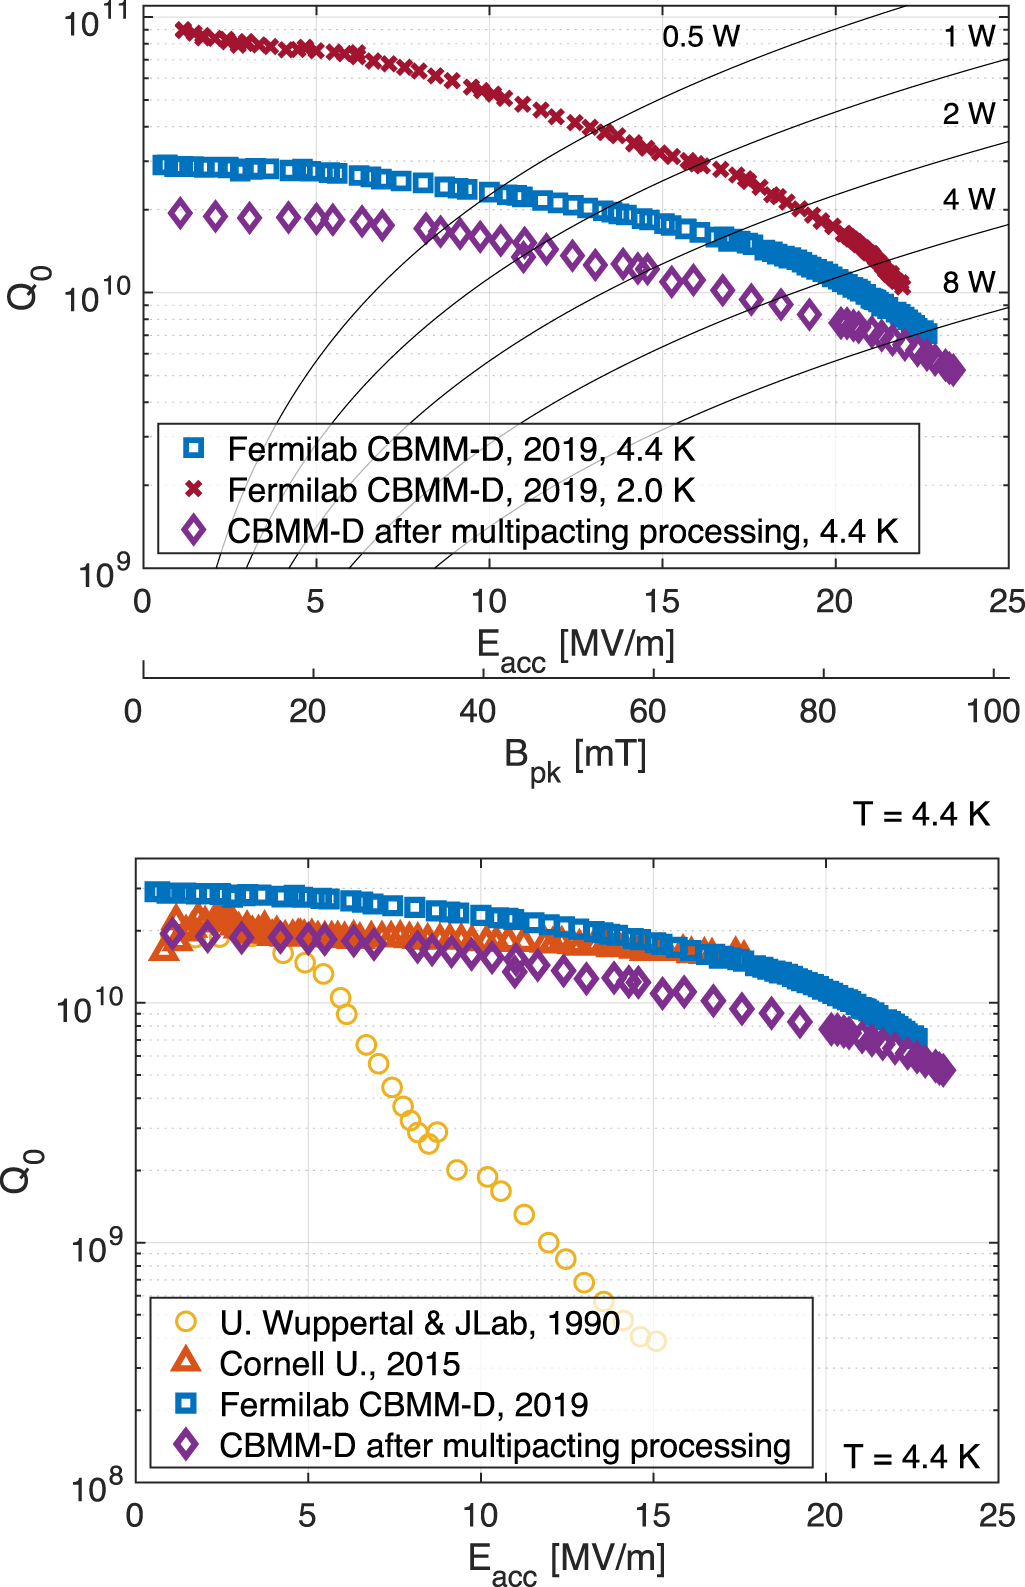 10^11
0.5 W
1 W
2 W
4 W
8 W
Q_0
10^10
Fermilab CBMM-D, 2019, 4.4 K
Fermilab CBMM-D, 2019, 2.0 K
CBMM-D after multipacting processing, 4.4 K
10^9
0 5 10 15 20 25
E_acc [MV/m]
0 20 40 60 80 100
B_pk [mT]
T = 4.4 K
10^10
Q_0
10^9
U. Wuppertal & JLab, 1990
Cornell U., 2015
Fermilab CBMM-D, 2019
CBMM-D after multipacting processing
T = 4.4 K
10^8
0 5 10 15 20 25
E_acc [MV/m]